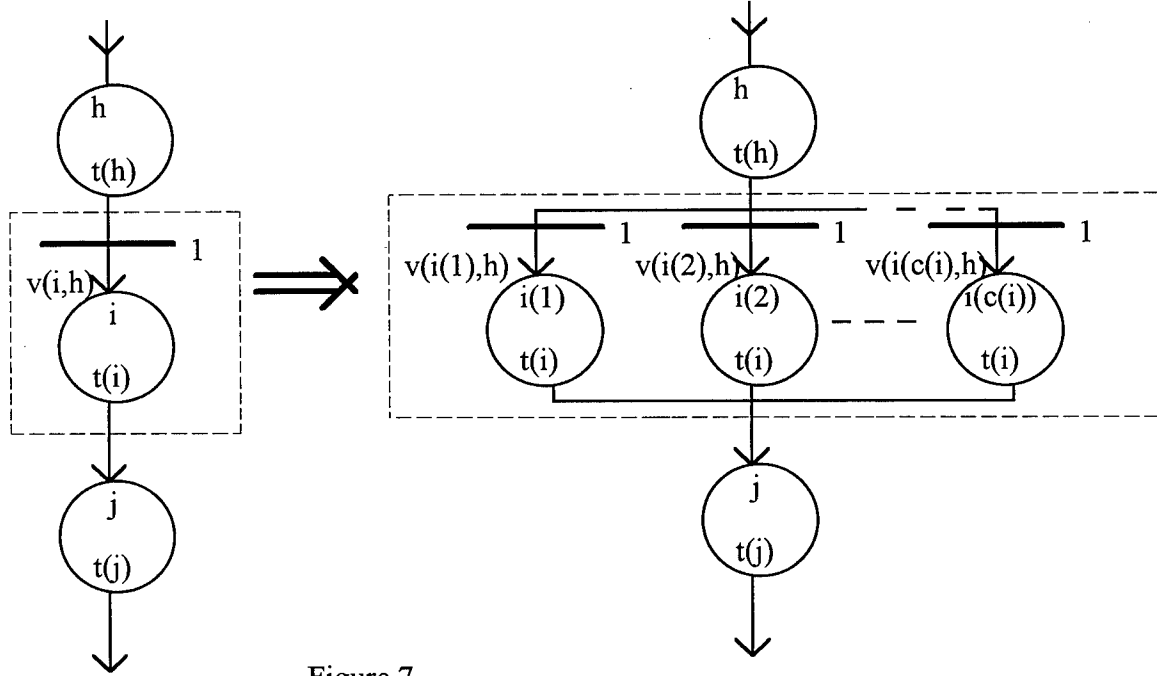 h
t(h)
1
v(i,h)
i
t(i)
j
t(j)
h
t(h)
1
1
1
v(i(1),h)
v(i(2),h)
v(i(c(i),h)
i(1)
i(2)
i(c(i))
t(i)
t(i)
t(i)
j
t(j)
Figure 7